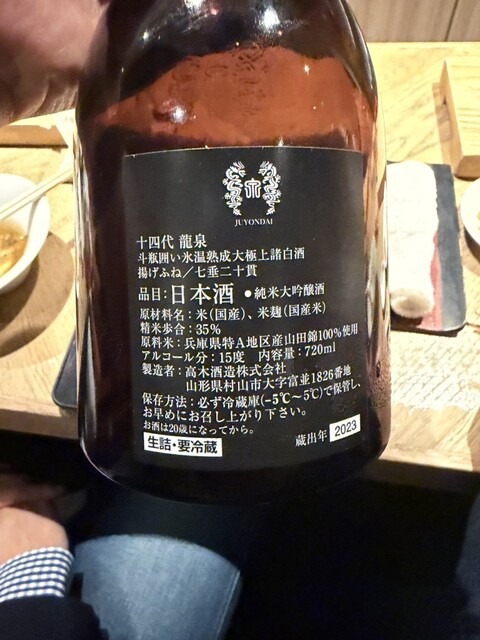 JUYONDAI
十四代 龍泉
斗瓶囲い氷温熟成大極上諸白酒
揚げふね／七垂二十貫
品目：日本酒 ●純米大吟醸酒
原材料名：米(国産)、米麹(国産米)
精米歩合：35%
原料米：兵庫県特A地区産山田錦100%使用
アルコール分：15度 内容量：720ml
製造者：高木酒造株式会社
山形県村山市大字富並1826番地
保存方法：必ず冷蔵庫(−5℃〜5℃)で保管し、
お早めにお召し上がり下さい。
お酒は20歳になってから。
生詰・要冷蔵 蔵出年 2023